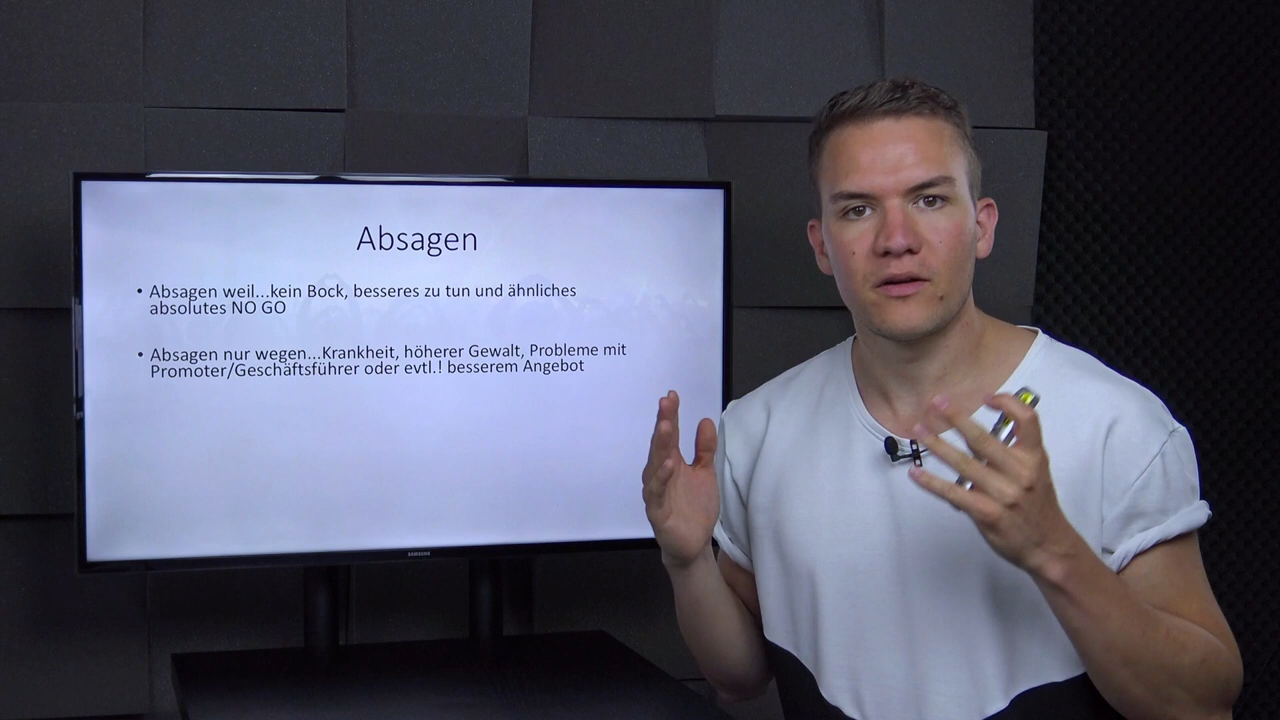 Absagen
• Absagen weil...kein Bock, besseres zu tun und ähnliches
absolutes NO GO
• Absagen nur wegen...Krankheit, höherer Gewalt, Probleme mit
Promoter/Geschäftsführer oder evtl.! besserem Angebot
SAMSUNG